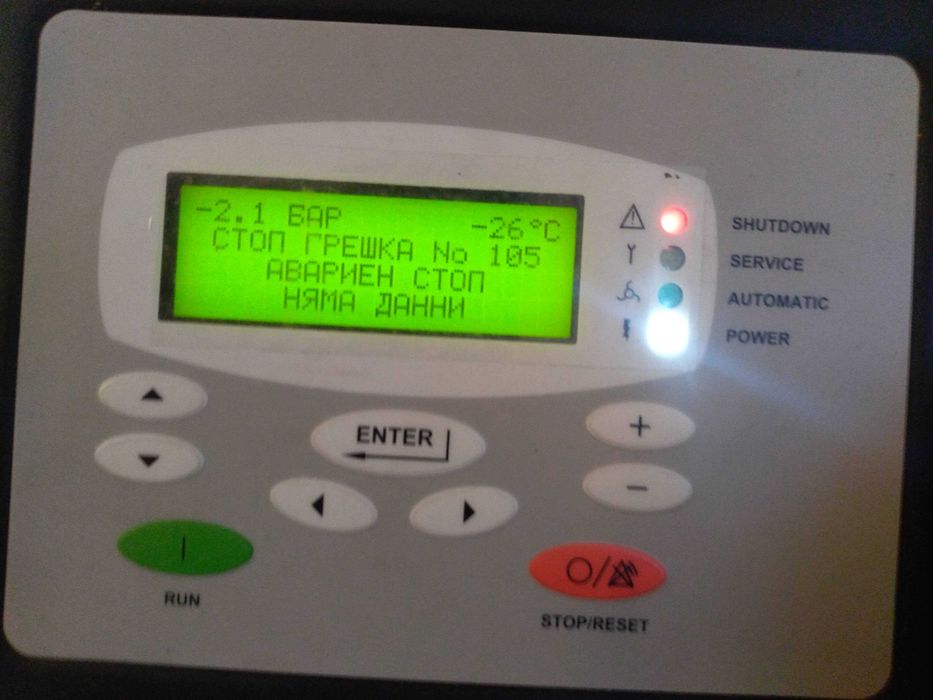 -2.1 БАР -26°C
СТОП ГРЕШКА No 105
АВАРИЕН СТОП
НЯМА ДАННИ
SHUTDOWN
SERVICE
AUTOMATIC
POWER
ENTER
+
-
I
RUN
O/
STOP/RESET